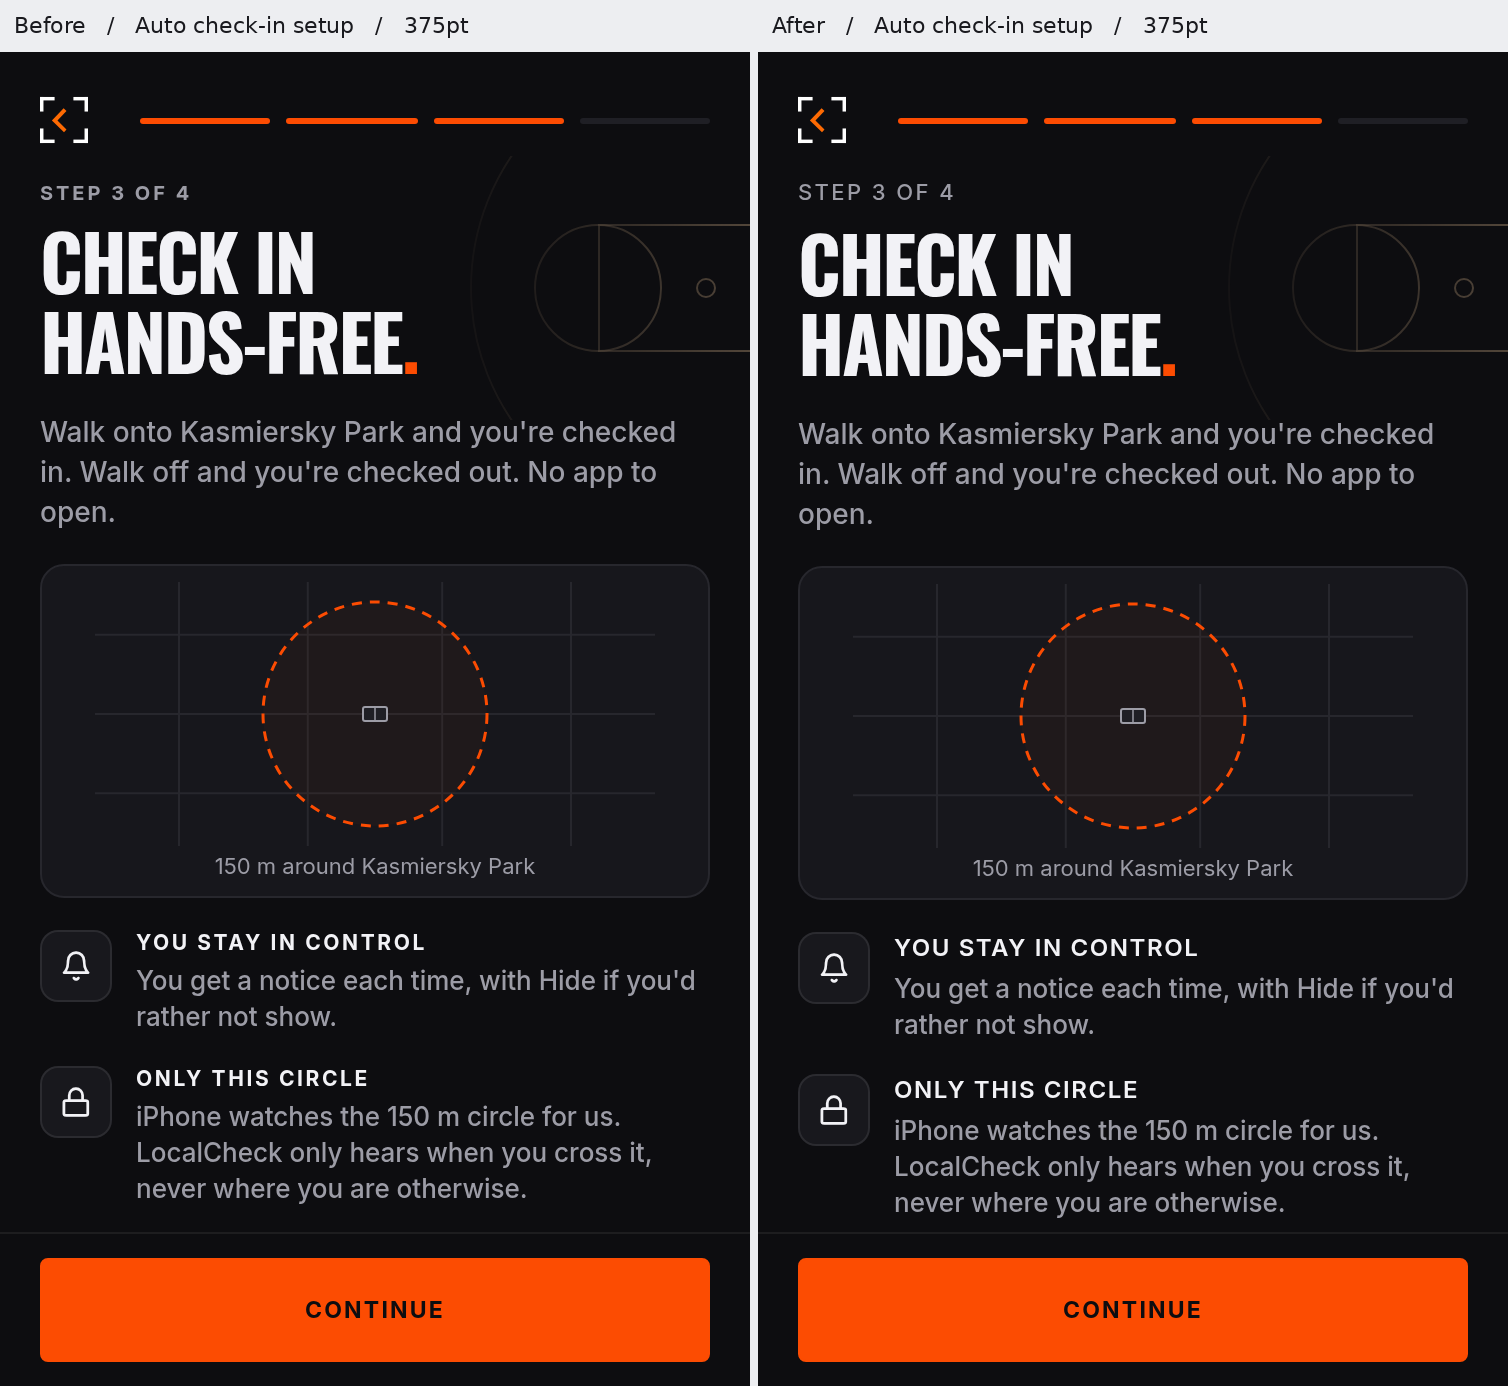 Before / Auto check-in setup / 375pt
STEP 3 OF 4
CHECK IN
HANDS-FREE.
Walk onto Kasmiersky Park and you're checked
in. Walk off and you're checked out. No app to
open.
150 m around Kasmiersky Park
YOU STAY IN CONTROL
You get a notice each time, with Hide if you'd
rather not show.
ONLY THIS CIRCLE
iPhone watches the 150 m circle for us.
LocalCheck only hears when you cross it,
never where you are otherwise.
CONTINUE
After / Auto check-in setup / 375pt
STEP 3 OF 4
CHECK IN
HANDS-FREE.
Walk onto Kasmiersky Park and you're checked
in. Walk off and you're checked out. No app to
open.
150 m around Kasmiersky Park
YOU STAY IN CONTROL
You get a notice each time, with Hide if you'd
rather not show.
ONLY THIS CIRCLE
iPhone watches the 150 m circle for us.
LocalCheck only hears when you cross it,
never where you are otherwise.
CONTINUE